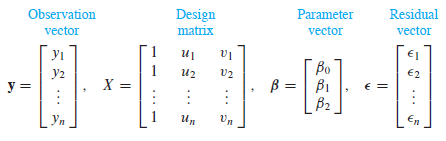 Observation Design Parameter Residual
vector matrix vector vector
y = [y₁ y₂ ⋮ yₙ], X = [1 u₁ v₁ 1 u₂ v₂ ⋮ ⋮ ⋮ 1 uₙ vₙ], β = [β₀ β₁ β₂], ϵ = [ϵ₁ ϵ₂ ⋮ ϵₙ]